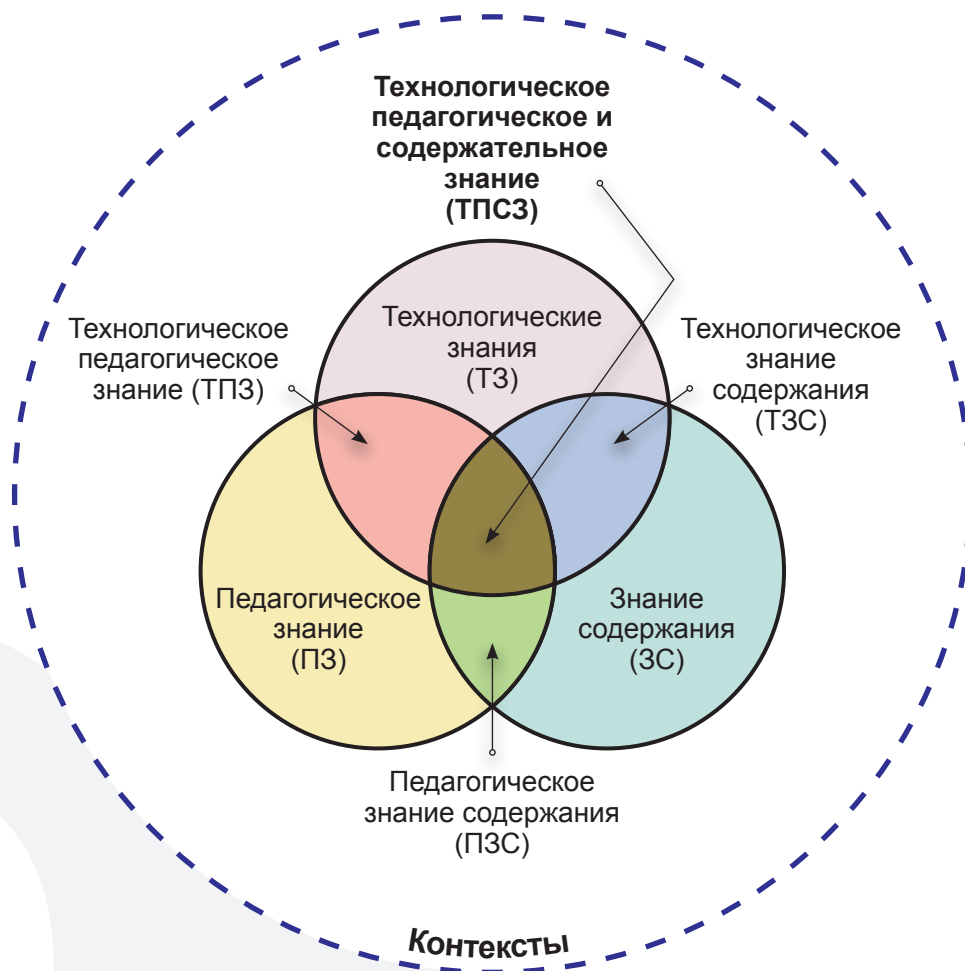 Технологическое
педагогическое и
содержательное
знание
(ТПСЗ)
Технологическое
педагогическое
знание (ТПЗ)
Технологические
знания
(ТЗ)
Технологическое
знание
содержания
(ТЗС)
Педагогическое
знание
(ПЗ)
Знание
содержания
(ЗС)
Педагогическое
знание содержания
(ПЗС)
Контексты